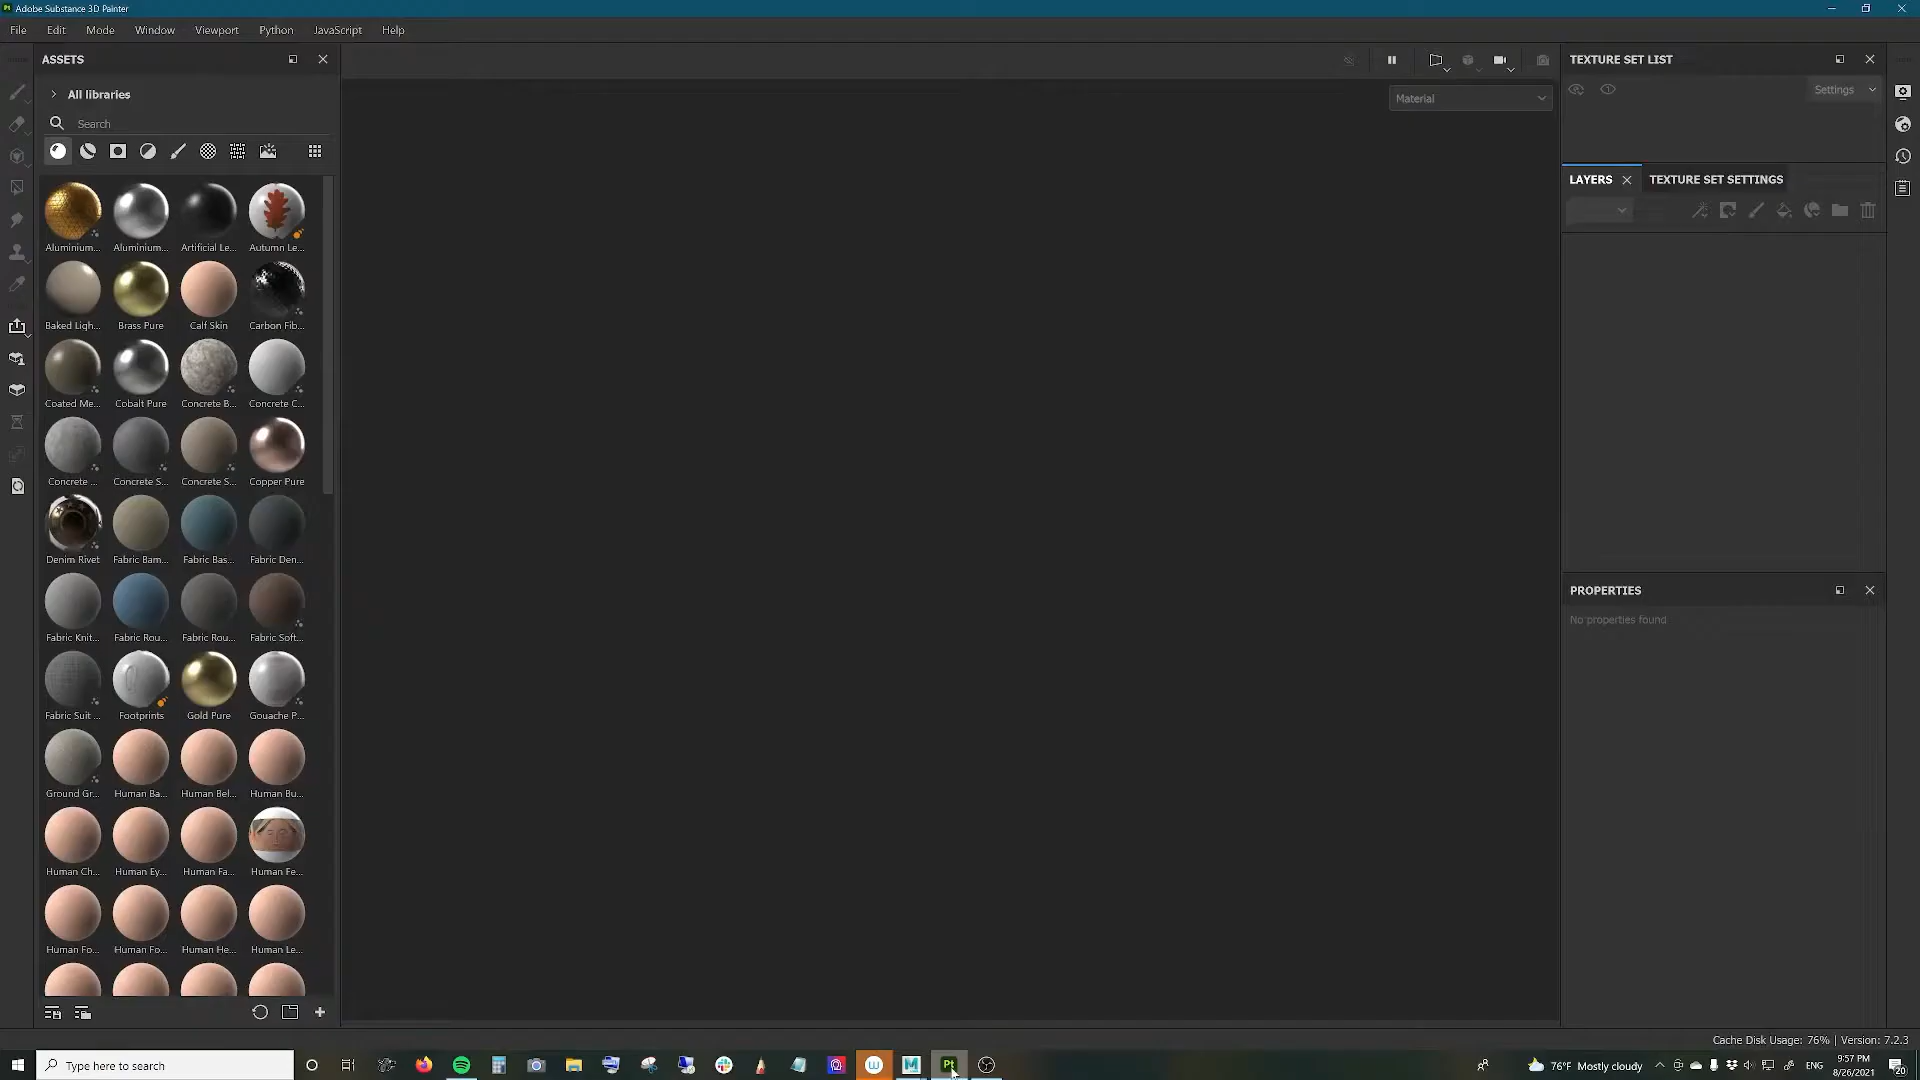 Pt Adobe Substance 3D Painter
File Edit Mode Window Viewport Python JavaScript Help
ASSETS
All libraries
Search
Aluminium... Aluminium... Artificial Le... Autumn Le...
Baked Ligh... Brass Pure Calf Skin Carbon Fib...
Coated Me... Cobalt Pure Concrete B... Concrete C...
Concrete ... Concrete S... Concrete S... Copper Pure
Denim Rivet Fabric Bam... Fabric Bas... Fabric Den...
Fabric Knit... Fabric Rou... Fabric Rou... Fabric Soft...
Fabric Suit ... Footprints Gold Pure Gouache P...
Ground Gr... Human Ba... Human Bel... Human Bu...
Human Ch... Human Ey... Human Fa... Human Fe...
Human Fo... Human Fo... Human He... Human Le...
Material
TEXTURE SET LIST
Settings
LAYERS TEXTURE SET SETTINGS
PROPERTIES
No properties found
Cache Disk Usage: 76% | Version: 7.2.3
Type here to search
Pt
76°F Mostly cloudy
ENG
9:57 PM
8/26/2021
20